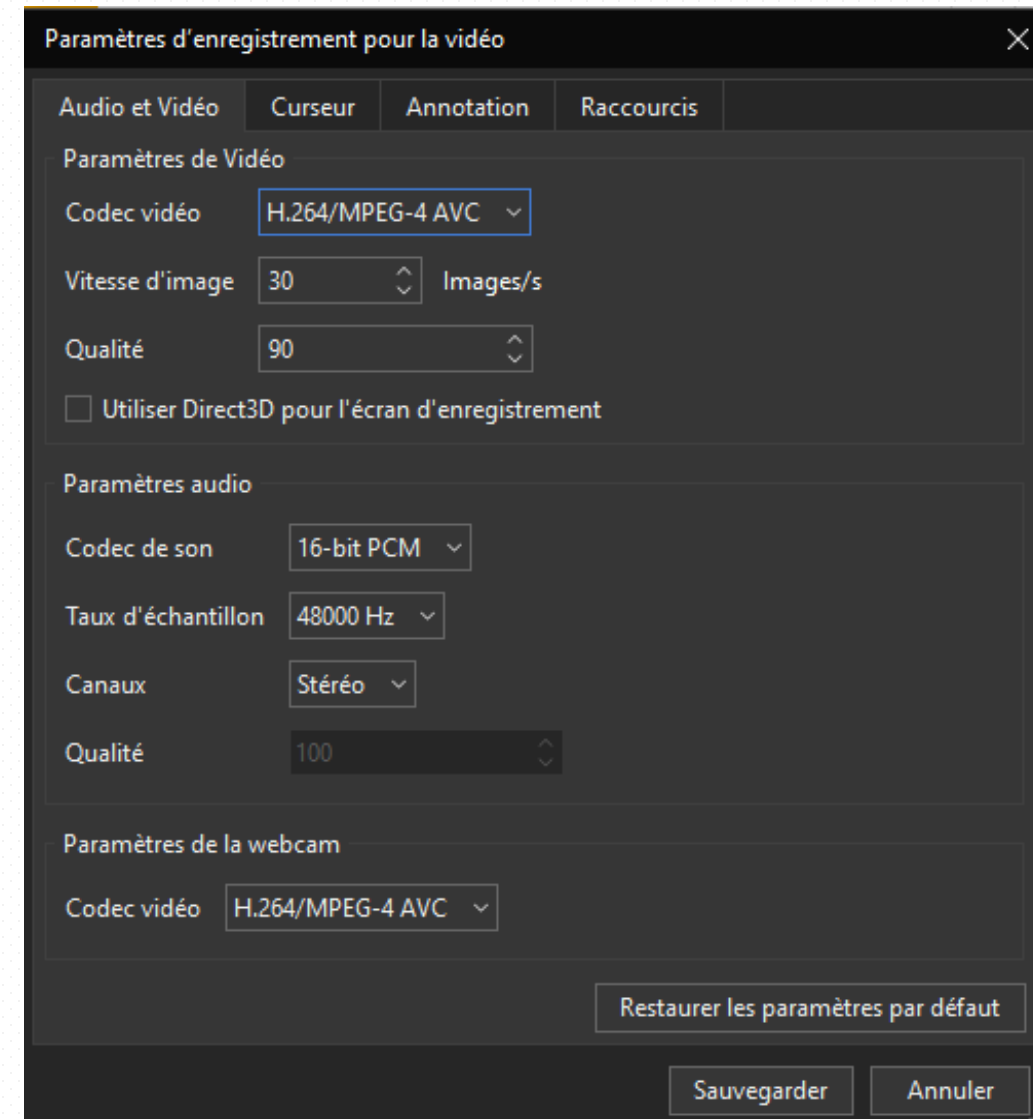 Paramètres d'enregistrement pour la vidéo
Audio et Vidéo Curseur Annotation Raccourcis
Paramètres de Vidéo
Codec vidéo H.264/MPEG-4 AVC
Vitesse d'image 30 Images/s
Qualité 90
Utiliser Direct3D pour l'écran d'enregistrement
Paramètres audio
Codec de son 16-bit PCM
Taux d'échantillon 48000 Hz
Canaux Stéréo
Qualité 100
Paramètres de la webcam
Codec vidéo H.264/MPEG-4 AVC
Restaurer les paramètres par défaut
Sauvegarder Annuler